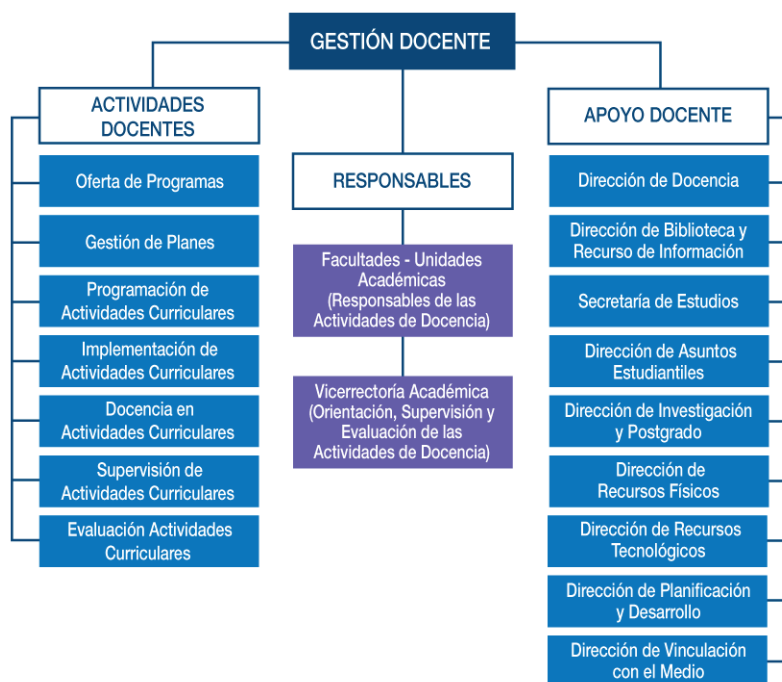 GESTIÓN DOCENTE
ACTIVIDADES
DOCENTES
Oferta de Programas
Gestión de Planes
Programación de
Actividades Curriculares
Implementación de
Actividades Curriculares
Docencia en
Actividades Curriculares
Supervisión de
Actividades Curriculares
Evaluación Actividades
Curriculares
RESPONSABLES
Facultades - Unidades
Académicas
(Responsables de las
Actividades de Docencia)
Vicerrectoría Académica
(Orientación, Supervisión y
Evaluación de las
Actividades de Docencia)
APOYO DOCENTE
Dirección de Docencia
Dirección de Biblioteca y
Recurso de Información
Secretaría de Estudios
Dirección de Asuntos
Estudiantiles
Dirección de Investigación
y Postgrado
Dirección de
Recursos Físicos
Dirección de Recursos
Tecnológicos
Dirección de Planificación
y Desarrollo
Dirección de Vinculación
con el Medio